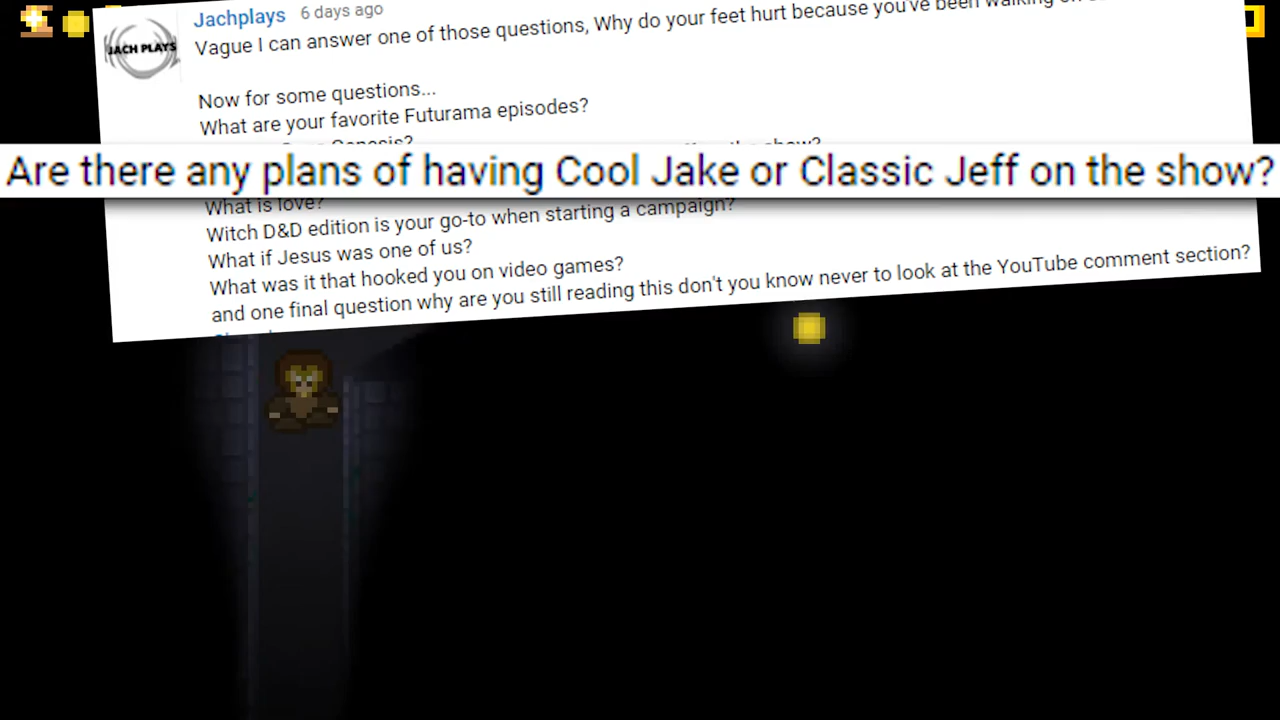 Jachplays 6 days ago
JACH PLAYS
Vague I can answer one of those questions, Why do your feet hurt because you've been walking on
Now for some questions...
What are your favorite Futurama episodes?
Genesis?
show?
Are there any plans of having Cool Jake or Classic Jeff on the show?
What is love?
Witch D&D edition is your go-to when starting a campaign?
What if Jesus was one of us?
What was it that hooked you on video games?
and one final question why are you still reading this don't you know never to look at the YouTube comment section?